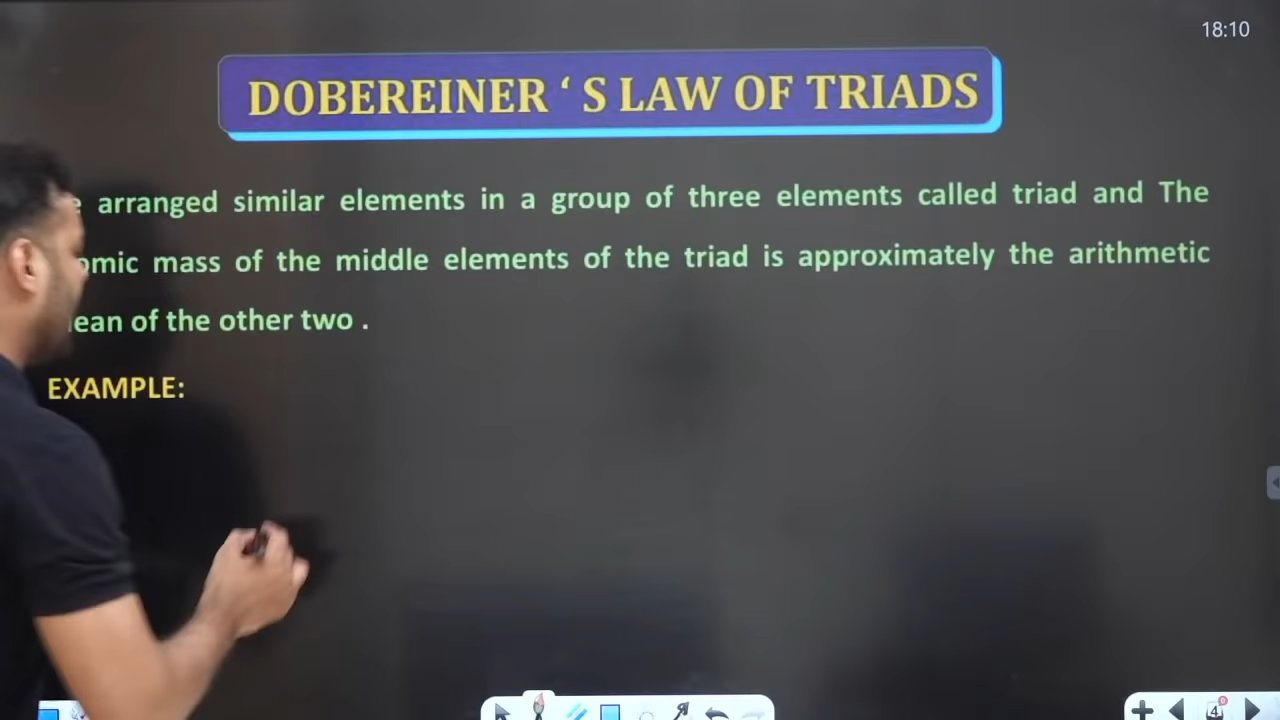 18:10
DOBEREINER ‘ S LAW OF TRIADS
arranged similar elements in a group of three elements called triad and The
mass of the middle elements of the triad is approximately the arithmetic
of the other two .
EXAMPLE:
4